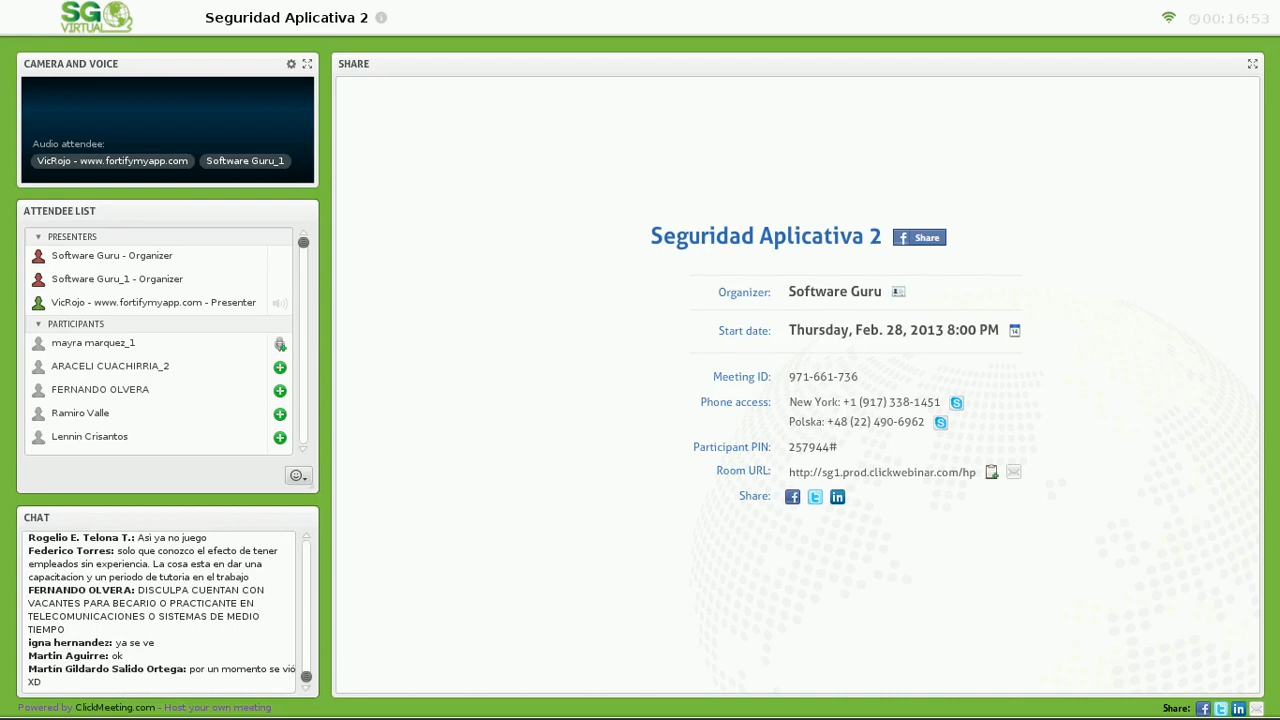 SG
VIRTUAL
Seguridad Aplicativa 2
00:16:53
CAMERA AND VOICE
Audio attendee:
VicRojo - www.fortifymyapp.com Software Guru_1
ATTENDEE LIST
PRESENTERS
Software Guru - Organizer
Software Guru_1 - Organizer
VicRojo - www.fortifymyapp.com - Presenter
PARTICIPANTS
mayra marquez_1
ARACELI CUACHIRRIA_2
FERNANDO OLVERA
Ramiro Valle
Lennin Crisantos
CHAT
Rogelio E. Telona T.: Asi ya no juego
Federico Torres: solo que conozco el efecto de tener
empleados sin experiencia. La cosa esta en dar una
capacitacion y un periodo de tutoria en el trabajo
FERNANDO OLVERA: DISCULPA CUENTAN CON
VACANTES PARA BECARIO O PRACTICANTE EN
TELECOMUNICACIONES O SISTEMAS DE MEDIO
TIEMPO
igna hernandez: ya se ve
Martin Aguirre: ok
Martín Gildardo Salido Ortega: por un momento se vió
XD
SHARE
Seguridad Aplicativa 2
f Share
Organizer: Software Guru
Start date: Thursday, Feb. 28, 2013 8:00 PM
14
Meeting ID: 971-661-736
Phone access: New York: +1 (917) 338-1451
Polska: +48 (22) 490-6962
Participant PIN: 257944#
Room URL: http://sg1.prod.clickwebinar.com/hp
Share: f t in
Powered by ClickMeeting.com - Host your own meeting
Share: f t in